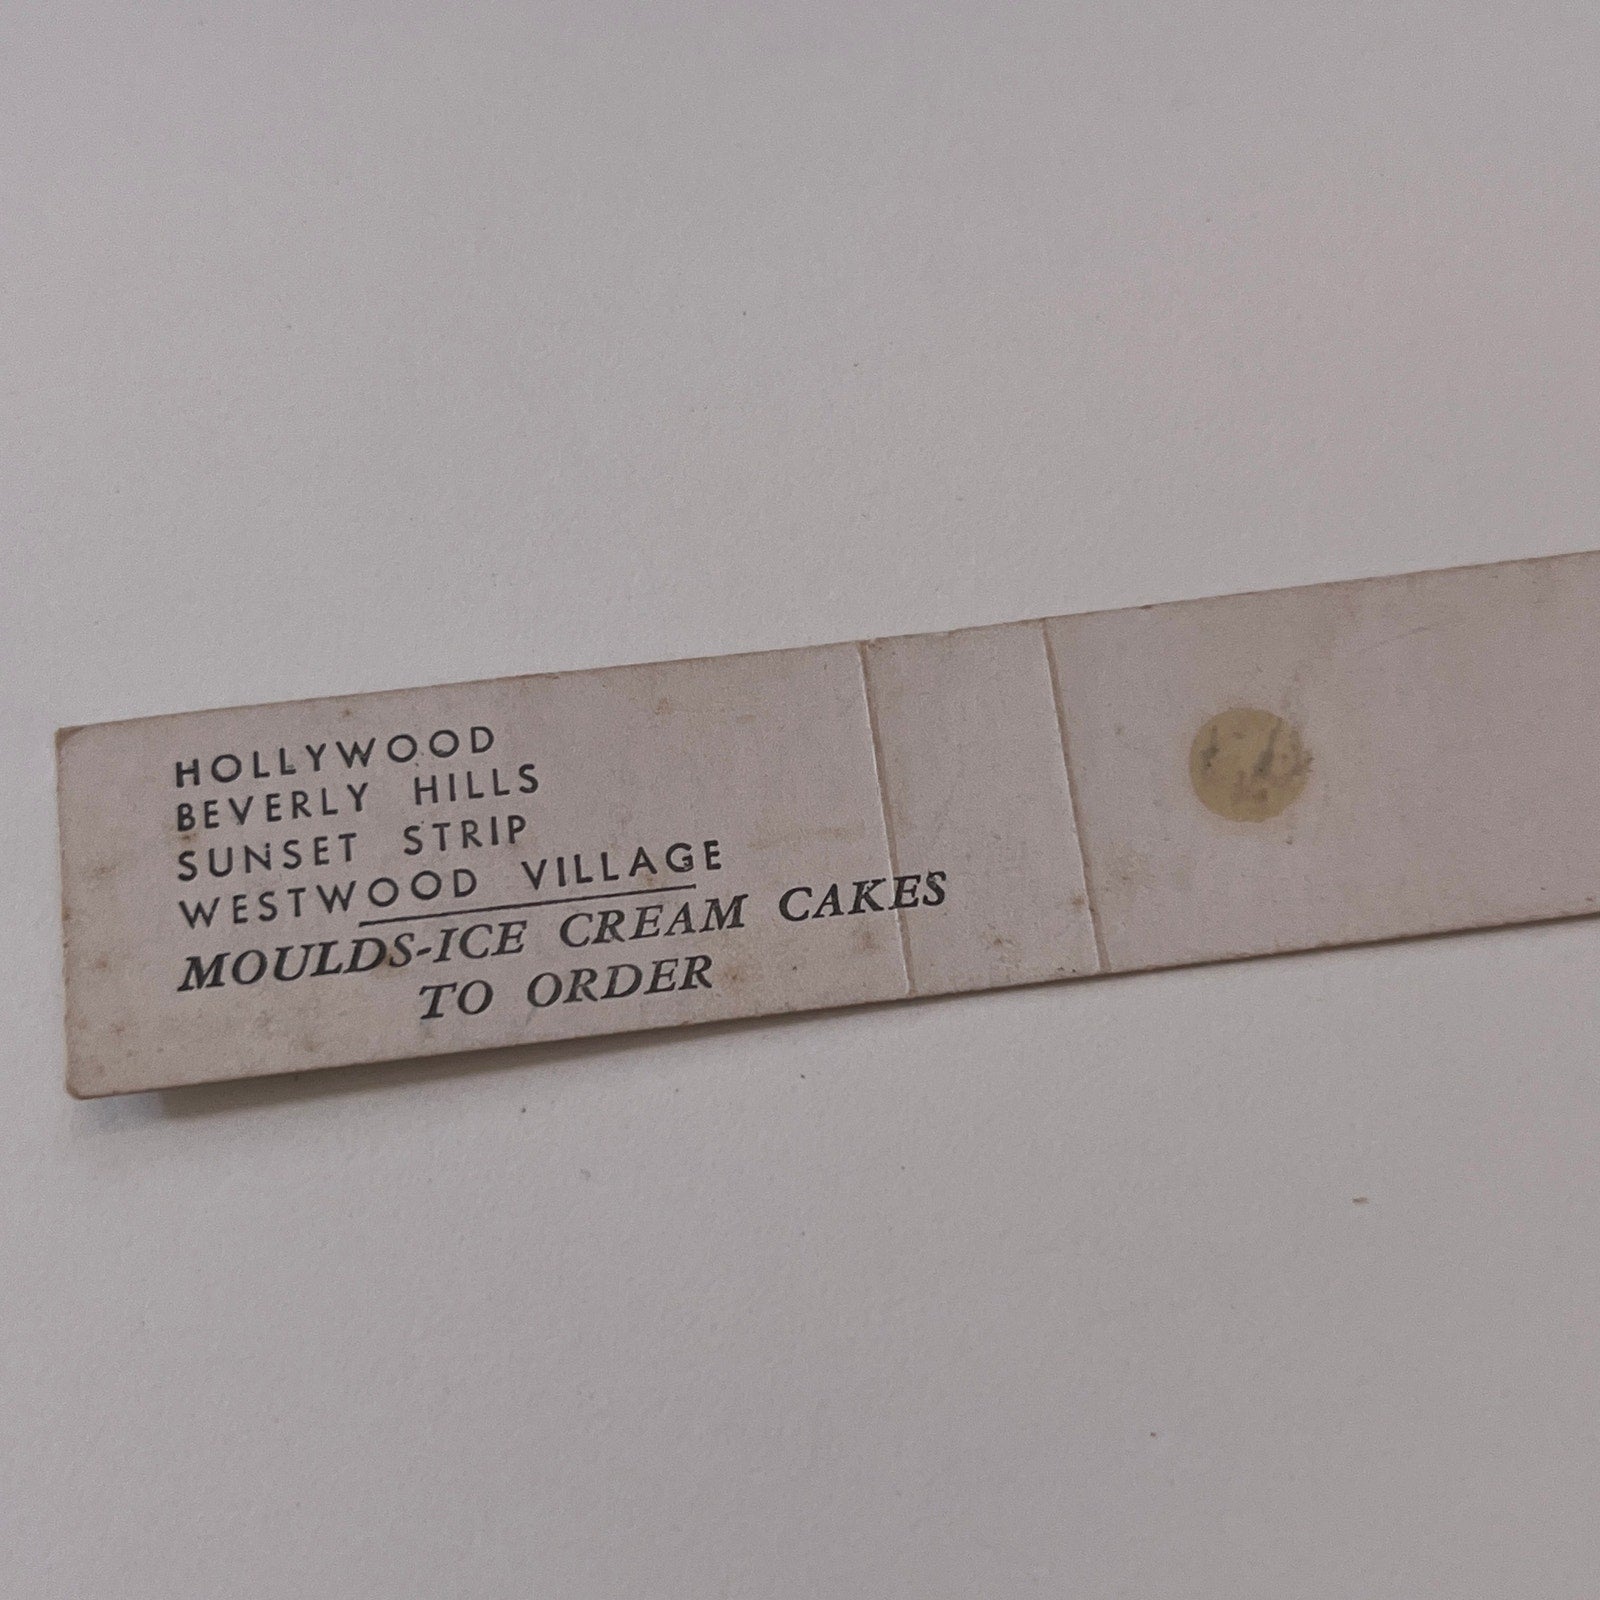 HOLLYWOOD
BEVERLY HILLS
SUNSET STRIP
WESTWOOD VILLAGE
MOULDS-ICE CREAM CAKES
TO ORDER